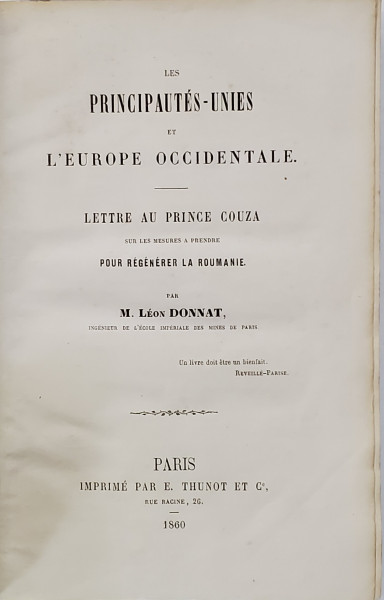 LES
PRINCIPAUTÉS-UNIES
ET
L'EUROPE OCCIDENTALE.
LETTRE AU PRINCE COUZA
SUR LES MESURES A PRENDRE
POUR RÉGÉNÉRER LA ROUMANIE.
PAR
M. LÉON DONNAT,
INGÉNIEUR DE L'ÉCOLE IMPÉRIALE DES MINES DE PARIS
Un livre doit être un bienfait.
REVEILLÉ-PARISE.
PARIS
IMPRIMÉ PAR E. THUNOT ET Cᵉ,
RUE RACINE, 26.
1860